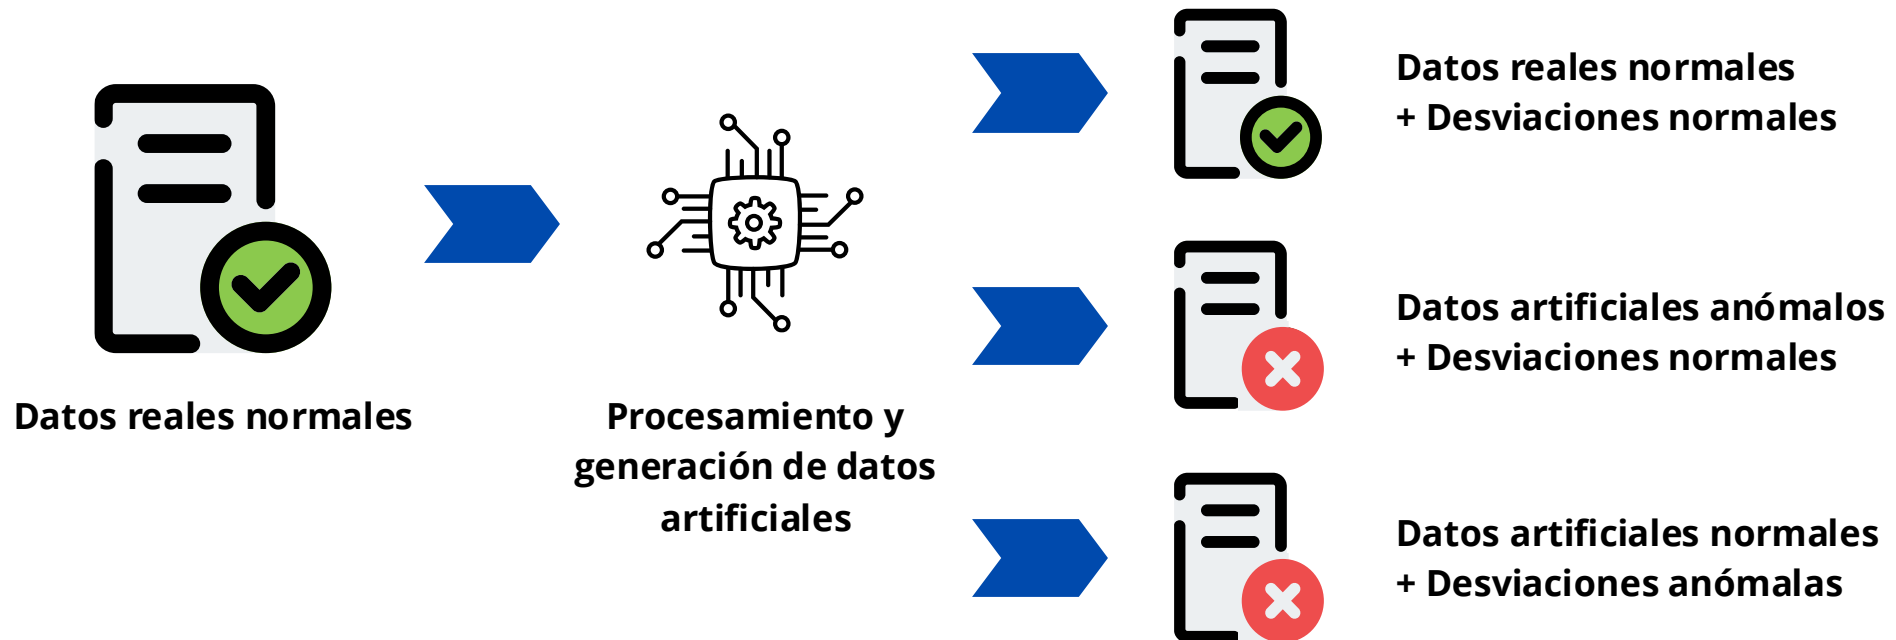 Datos reales normales
Procesamiento y
generación de datos
artificiales
Datos reales normales
+ Desviaciones normales
Datos artificiales anómalos
+ Desviaciones normales
Datos artificiales normales
+ Desviaciones anómalas